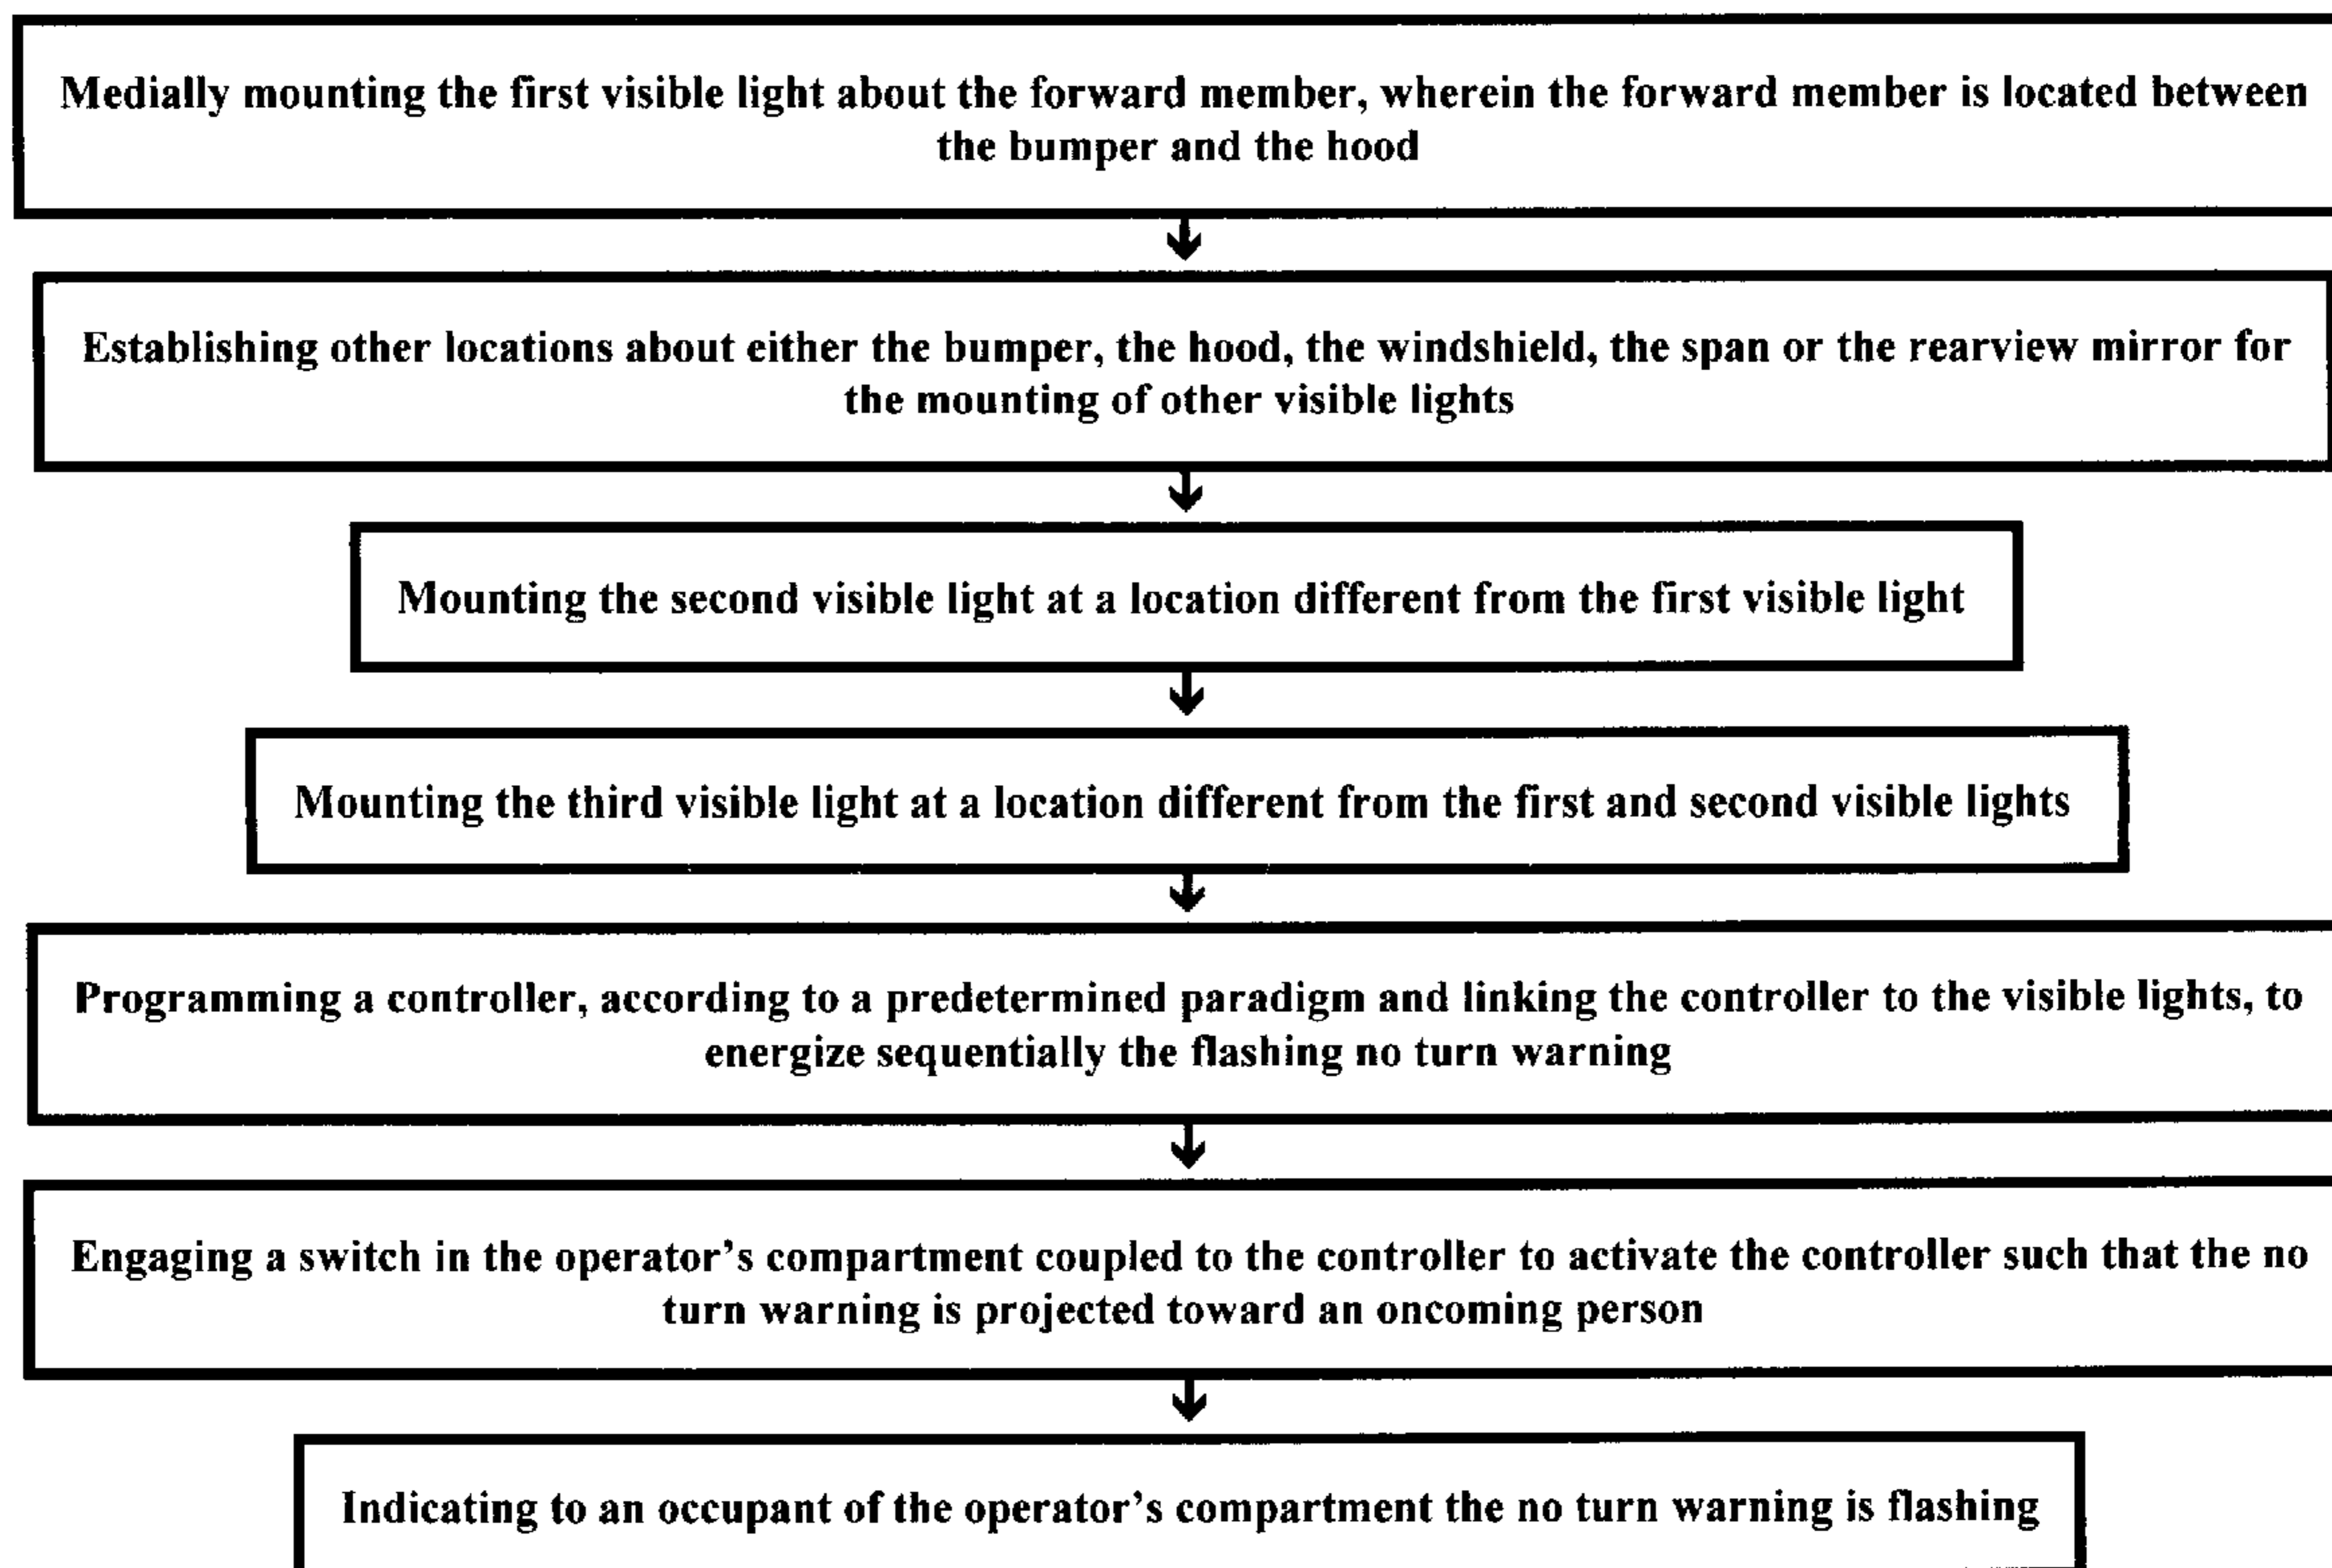 Medially mounting the first visible light about the forward member, wherein the forward member is located between
the bumper and the hood
Establishing other locations about either the bumper, the hood, the windshield, the span or the rearview mirror for
the mounting of other visible lights
Mounting the second visible light at a location different from the first visible light
Mounting the third visible light at a location different from the first and second visible lights
Programming a controller, according to a predetermined paradigm and linking the controller to the visible lights, to
energize sequentially the flashing no turn warning
Engaging a switch in the operator’s compartment coupled to the controller to activate the controller such that the no
turn warning is projected toward an oncoming person
Indicating to an occupant of the operator’s compartment the no turn warning is flashing